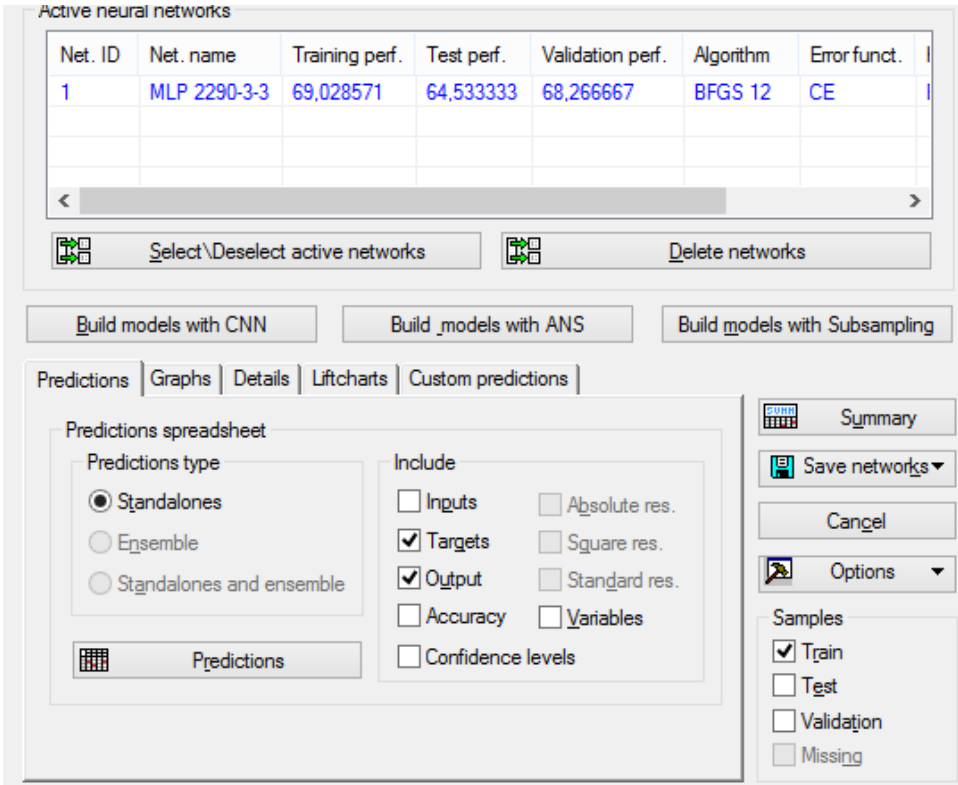 Active neural networks
Net. ID Net. name Training perf. Test perf. Validation perf. Algorithm Error funct.
1 MLP 2290-3-3 69,028571 64,533333 68,266667 BFGS 12 CE
Select\Deselect active networks Delete networks
Build models with CNN Build models with ANS Build models with Subsampling
Predictions Graphs Details Liftcharts Custom predictions
Predictions spreadsheet
Predictions type
Standalones
Ensemble
Standalones and ensemble
Predictions
Include
Inputs Absolute res.
Targets Square res.
Output Standard res.
Accuracy Variables
Confidence levels
SUMM Summary
Save networks
Cancel
Options
Samples
Train
Test
Validation
Missing